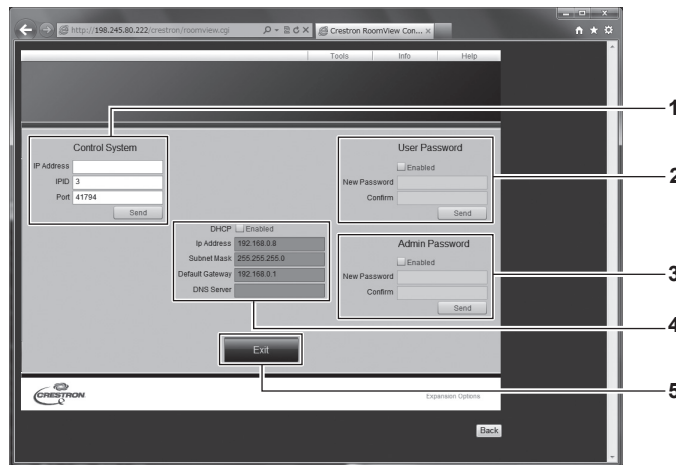 http://198.245.80.222/crestron/roomview.cgi
Crestron RoomView Con...
Tools Info Help
1
Control System
IP Address
IPID 3
Port 41794
Send
User Password
Enabled
New Password
Confirm
Send
2
DHCP Enabled
Ip Address 192.168.0.8
Subnet Mask 255.255.255.0
Default Gateway 192.168.0.1
DNS Server
Admin Password
Enabled
New Password
Confirm
Send
3
4
Exit
5
CRESTRON
Expansion Options
Back